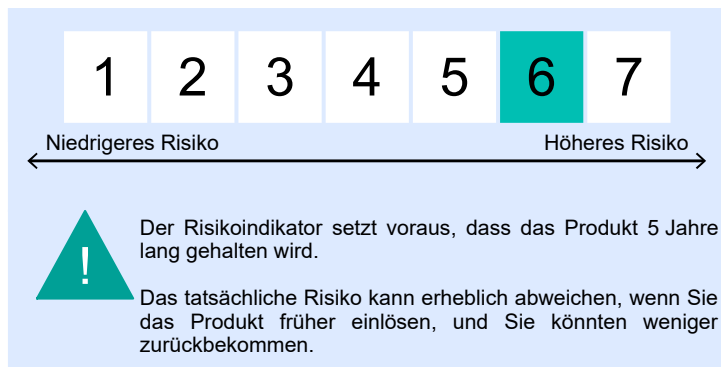 1 2 3 4 5 6 7
Niedrigeres Risiko Höheres Risiko
!
Der Risikoindikator setzt voraus, dass das Produkt 5 Jahre
lang gehalten wird.
Das tatsächliche Risiko kann erheblich abweichen, wenn Sie
das Produkt früher einlösen, und Sie könnten weniger
zurückbekommen.